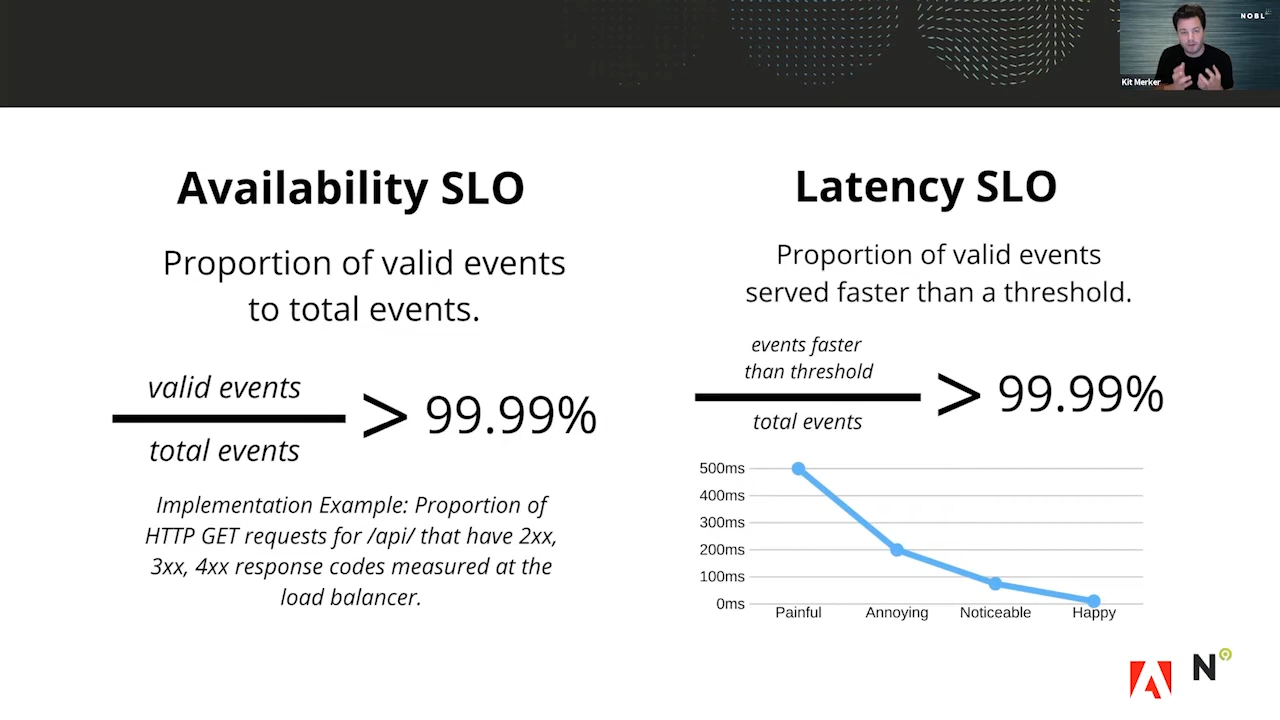 NOBL
Kit Merker
Availability SLO
Proportion of valid events
to total events.
valid events
total events
> 99.99%
Implementation Example: Proportion of
HTTP GET requests for /api/ that have 2xx,
3xx, 4xx response codes measured at the
load balancer.
Latency SLO
Proportion of valid events
served faster than a threshold.
events faster
than threshold
total events
> 99.99%
500ms
400ms
300ms
200ms
100ms
0ms
Painful Annoying Noticeable Happy
N9